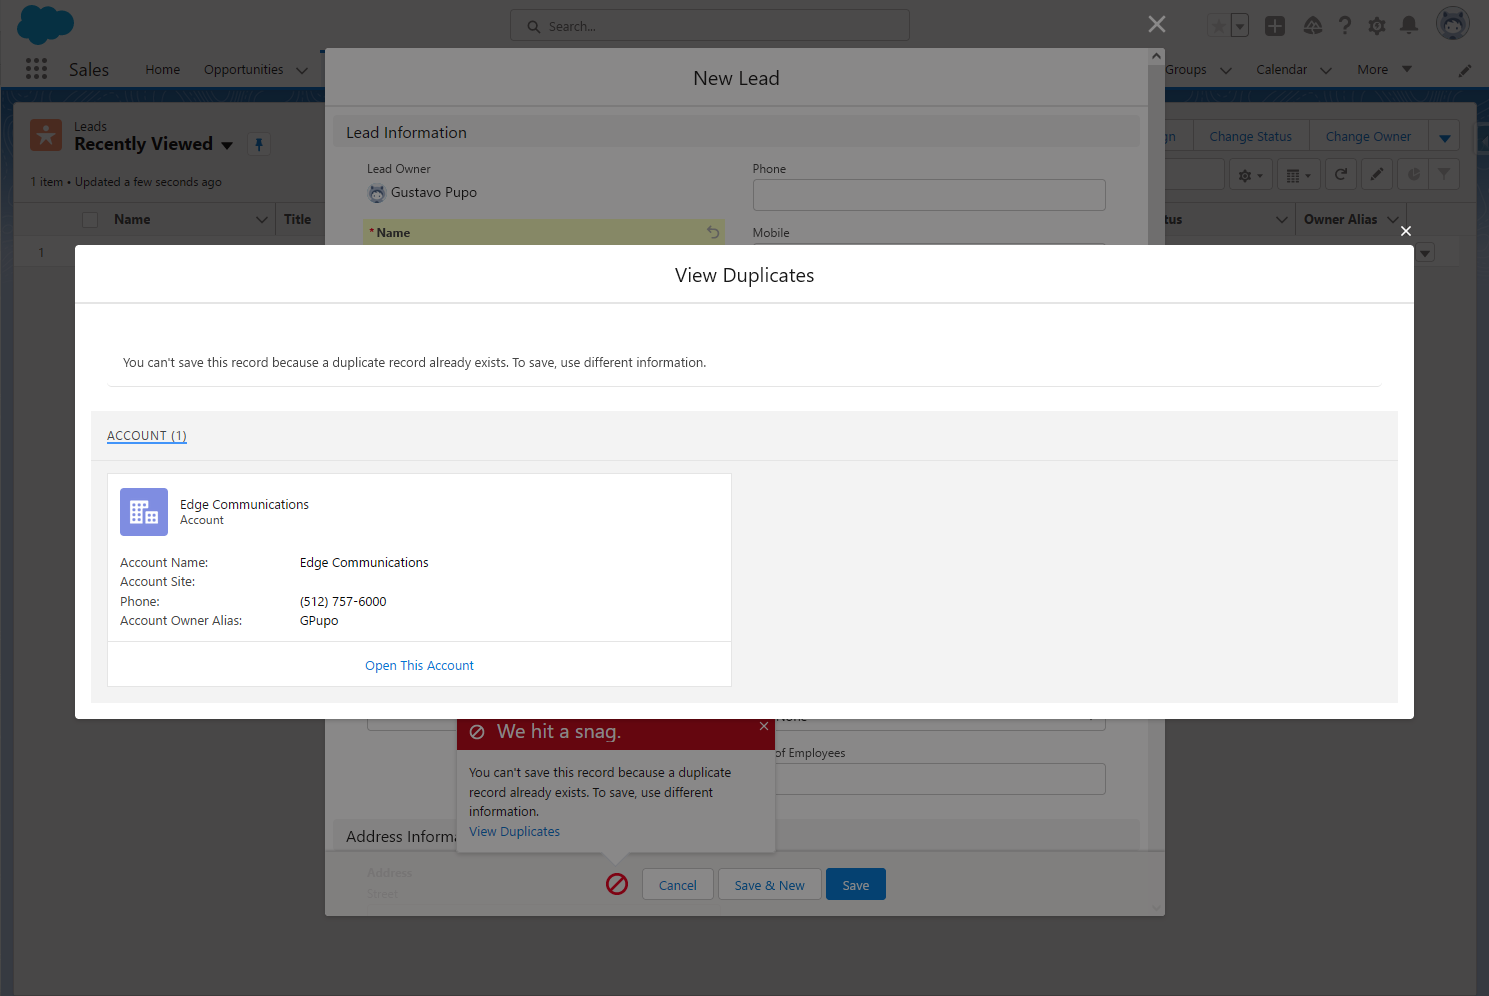 Search...
Sales
Home
Opportunities
Groups
Calendar
More
New Lead
Leads
Recently Viewed
1 item • Updated a few seconds ago
Change Status
Change Owner
Lead Information
Lead Owner
Gustavo Pupo
Phone
* Name
Mobile
Name
Title
Owner Alias
1
View Duplicates
You can't save this record because a duplicate record already exists. To save, use different information.
ACCOUNT (1)
Edge Communications
Account
Account Name: Edge Communications
Account Site:
Phone: (512) 757-6000
Account Owner Alias: GPupo
Open This Account
We hit a snag.
You can't save this record because a duplicate
record already exists. To save, use different
information.
View Duplicates
of Employees
Address
Street
Cancel
Save & New
Save